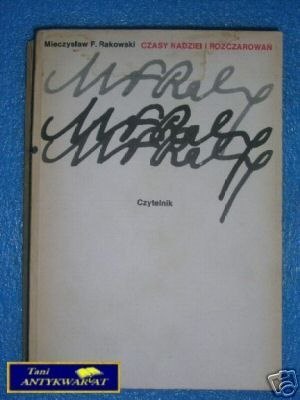 Mieczysław F. Rakowski CZASY NADZIEI I ROZCZAROWAŃ
Czytelnik
Tani
ANTYKWARIAT